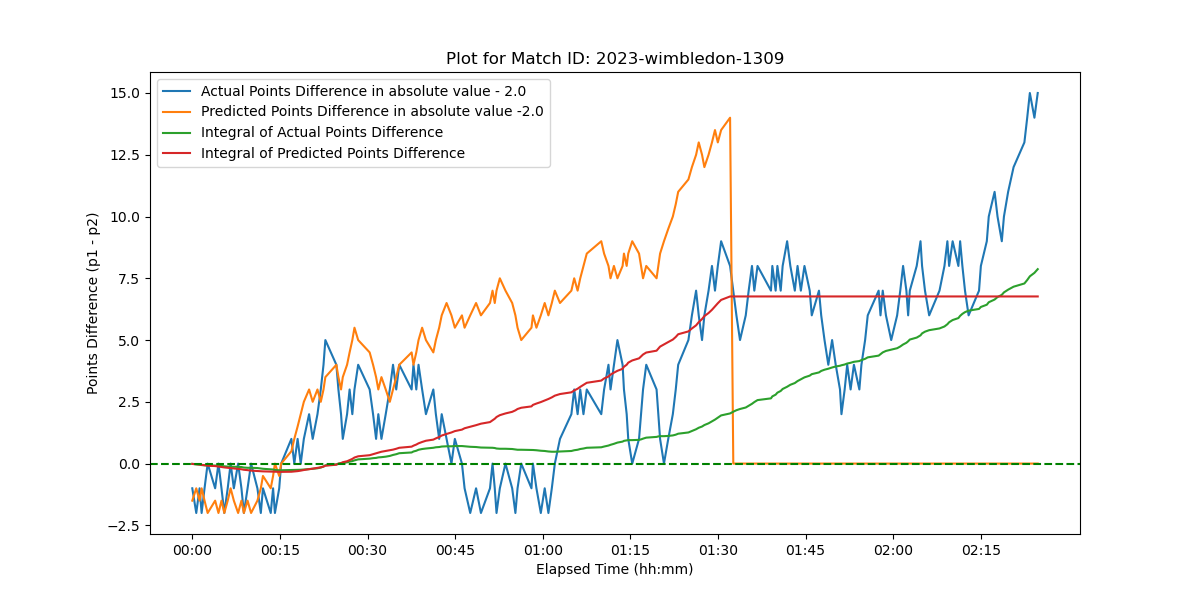 Plot for Match ID: 2023-wimbledon-1309
Actual Points Difference in absolute value - 2.0
Predicted Points Difference in absolute value -2.0
Integral of Actual Points Difference
Integral of Predicted Points Difference
Points Difference (p1 - p2)
15.0
12.5
10.0
7.5
5.0
2.5
0.0
−2.5
00:00 00:15 00:30 00:45 01:00 01:15 01:30 01:45 02:00 02:15
Elapsed Time (hh:mm)